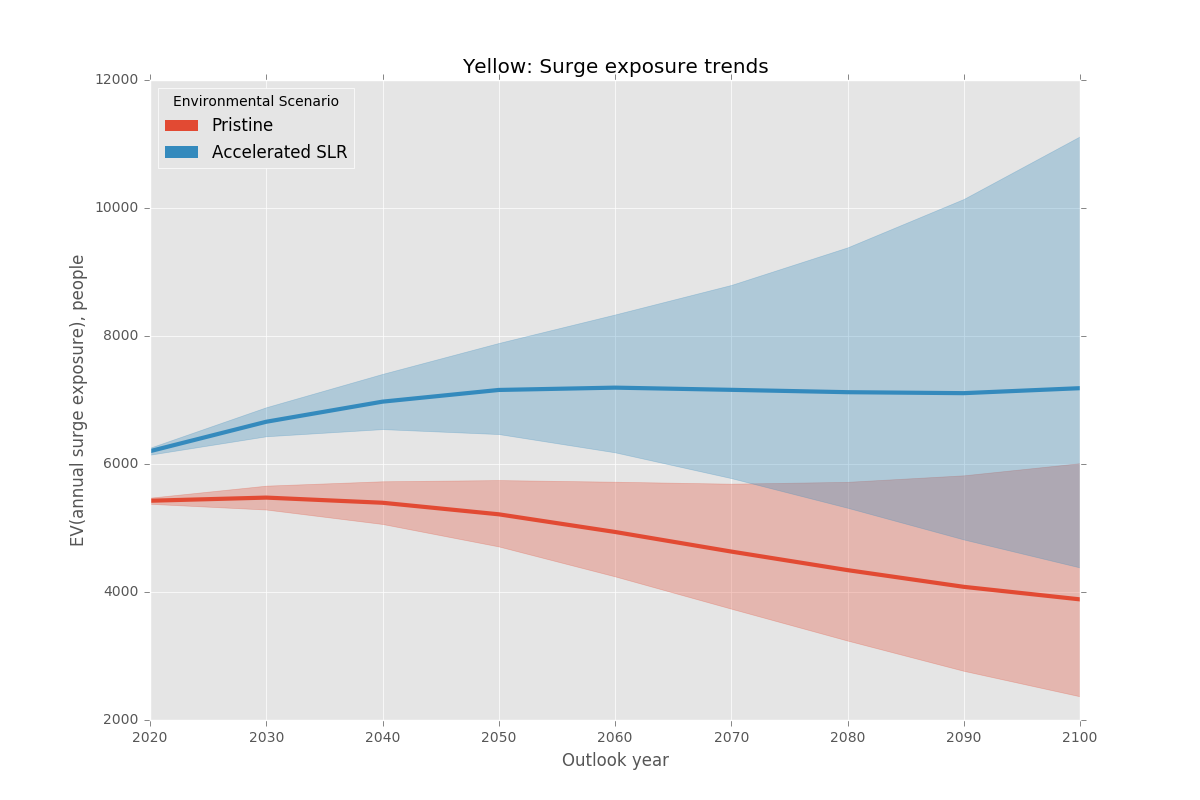 Yellow: Surge exposure trends
12000
10000
8000
6000
4000
2000
EV(annual surge exposure), people
Environmental Scenario
Pristine
Accelerated SLR
2020 2030 2040 2050 2060 2070 2080 2090 2100
Outlook year